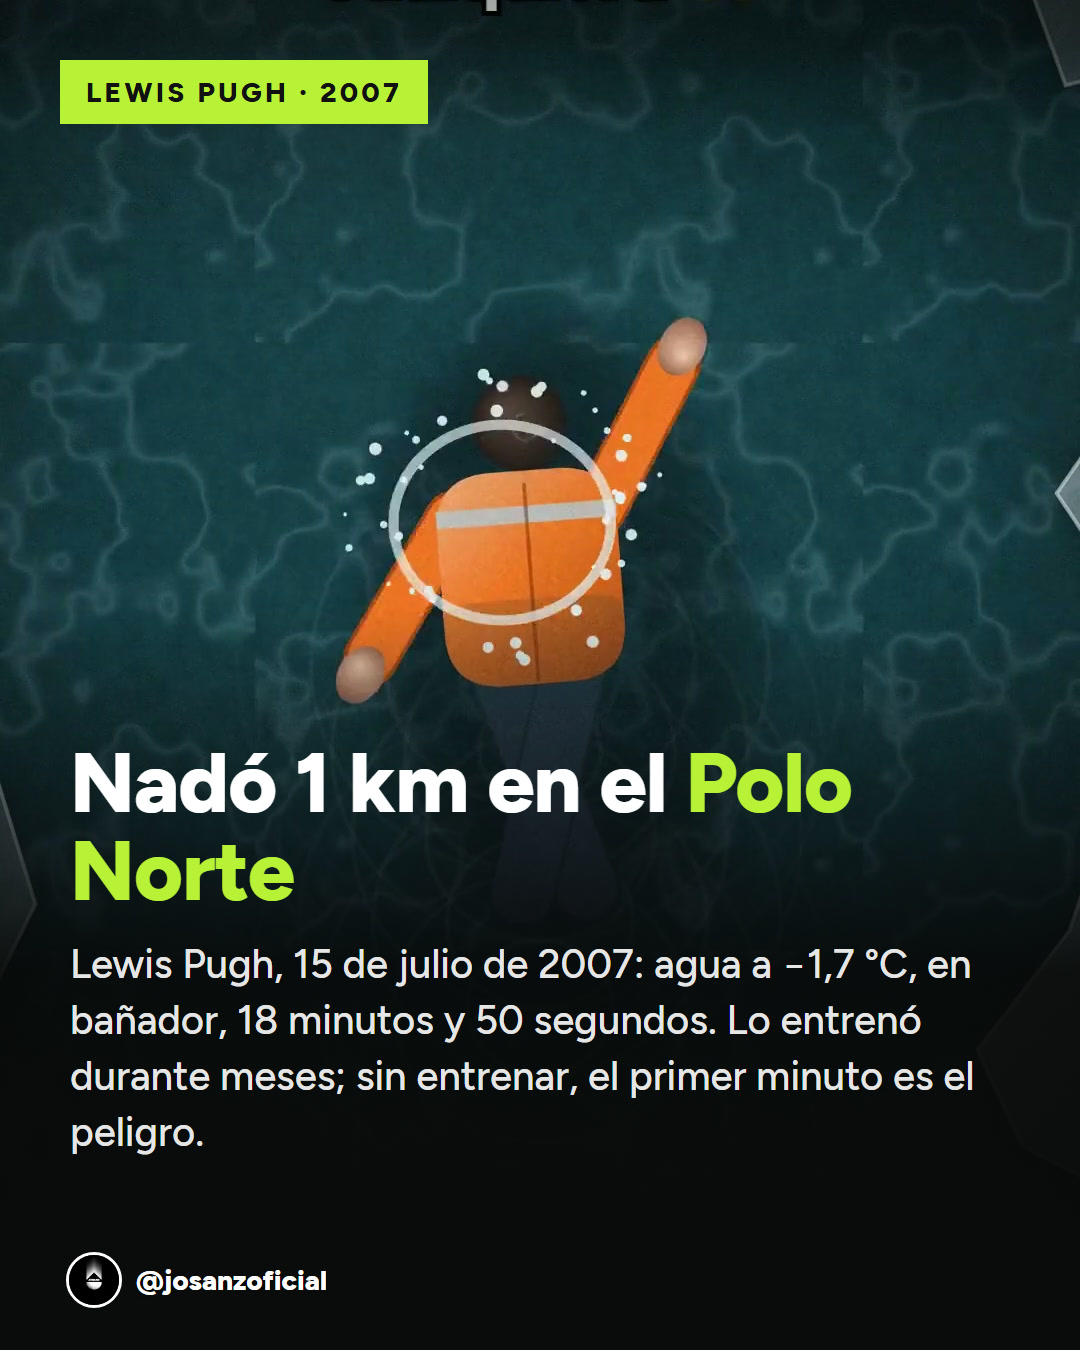 LEWIS PUGH · 2007
Nadó 1 km en el Polo
Norte
Lewis Pugh, 15 de julio de 2007: agua a −1,7 °C, en
bañador, 18 minutos y 50 segundos. Lo entrenó
durante meses; sin entrenar, el primer minuto es el
peligro.
@josanzoficial